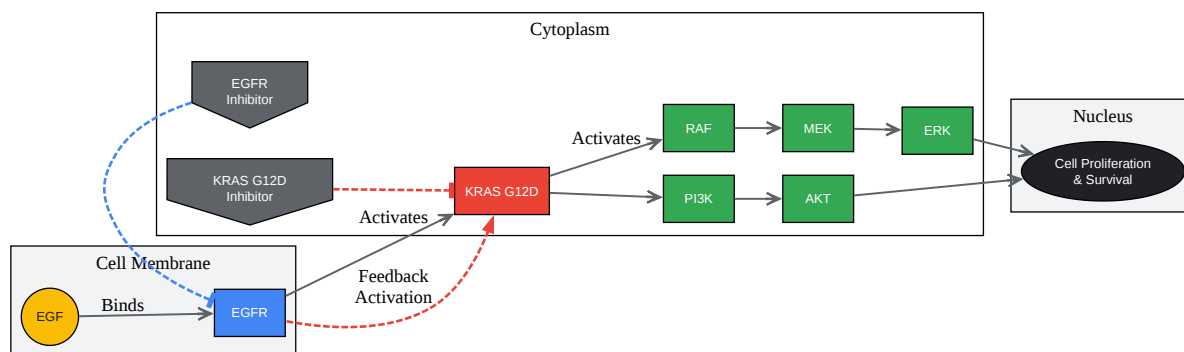 Cytoplasm
EGFR
Inhibitor
KRAS G12D
Inhibitor
KRAS G12D
Activates
Activates
RAF
MEK
ERK
PI3K
AKT
Nucleus
Cell Proliferation
& Survival
Cell Membrane
EGF
Binds
EGFR
Feedback
Activation